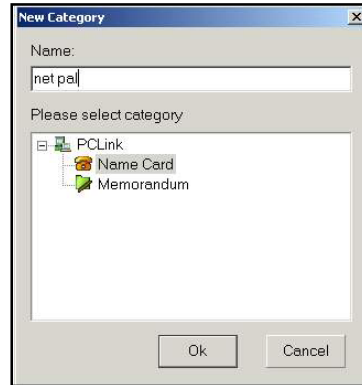 New Category
Name:
net pal
Please select category
PCLink
Name Card
Memorandum
Ok
Cancel